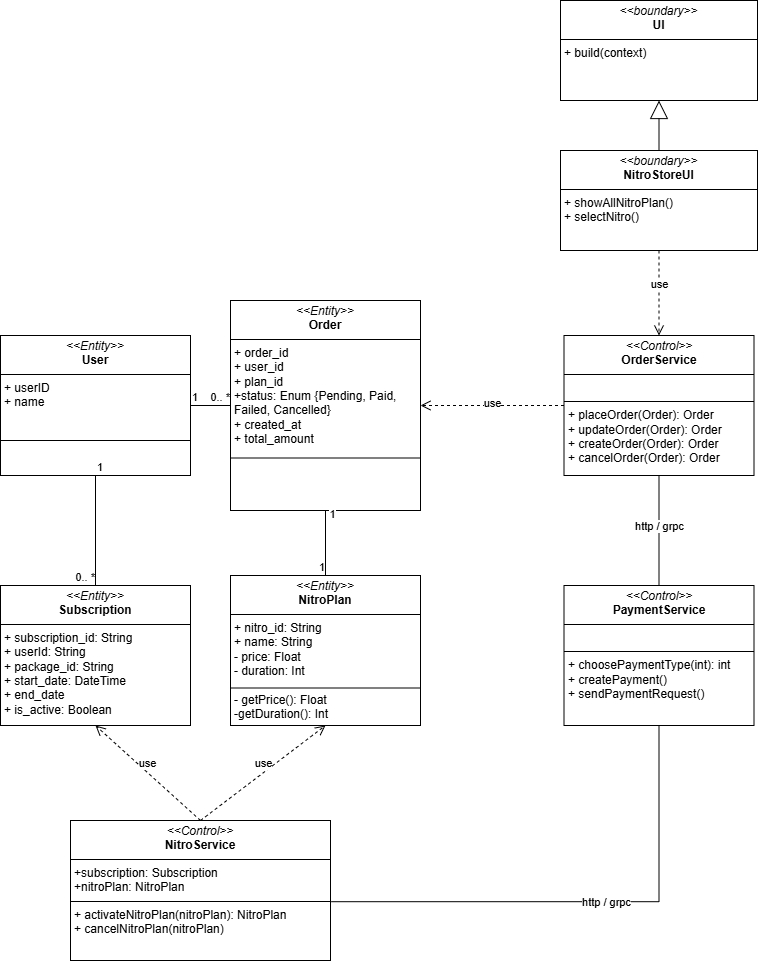 <<boundary>>
UI
+ build(context)
<<boundary>>
NitroStoreUI
+ showAllNitroPlan()
+ selectNitro()
use
<<Entity>>
Order
+ order_id
+ user_id
+ plan_id
+status: Enum {Pending, Paid,
Failed, Cancelled}
+ created_at
+ total_amount
<<Entity>>
User
+ userID
+ name
1
0.. *
<<Control>>
OrderService
+ placeOrder(Order): Order
+ updateOrder(Order): Order
+ createOrder(Order): Order
+ cancelOrder(Order): Order
use
1
0.. *
1
1
http / grpc
<<Entity>>
Subscription
+ subscription_id: String
+ userId: String
+ package_id: String
+ start_date: DateTime
+ end_date
+ is_active: Boolean
<<Entity>>
NitroPlan
+ nitro_id: String
+ name: String
- price: Float
- duration: Int
- getPrice(): Float
-getDuration(): Int
<<Control>>
PaymentService
+ choosePaymentType(int): int
+ createPayment()
+ sendPaymentRequest()
use
use
<<Control>>
NitroService
+subscription: Subscription
+nitroPlan: NitroPlan
+ activateNitroPlan(nitroPlan): NitroPlan
+ cancelNitroPlan(nitroPlan)
http / grpc